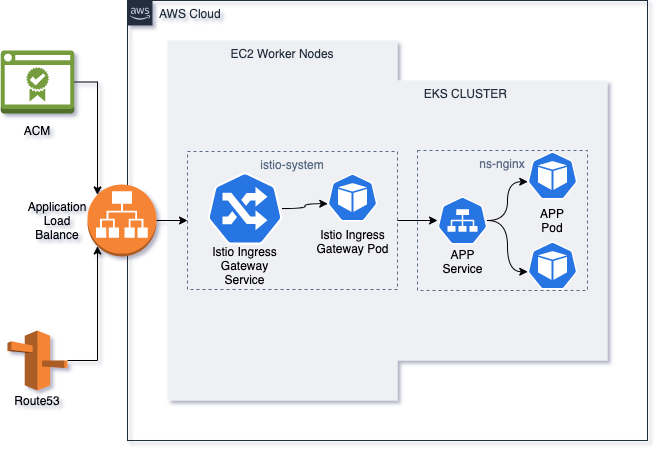 aws
AWS Cloud
EC2 Worker Nodes
EKS CLUSTER
ACM
istio-system
ns-nginx
Application
Load
Balance
Istio Ingress
Gateway
Service
Istio Ingress
Gateway Pod
APP
Service
APP
Pod
Route53